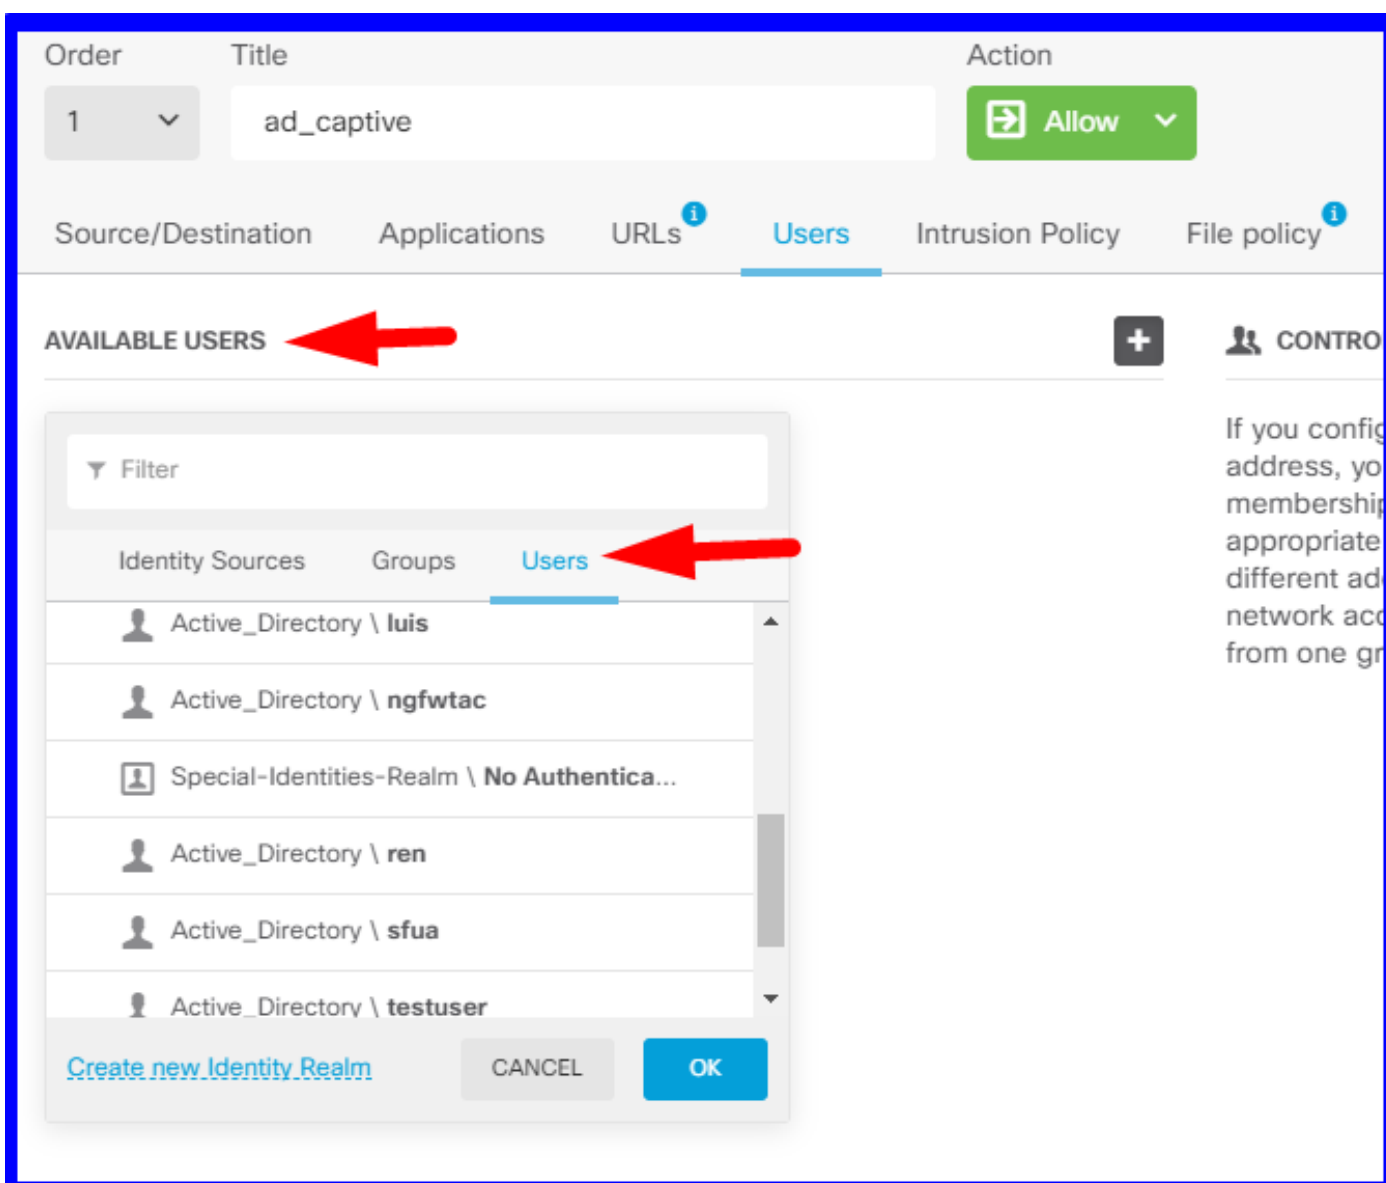 Order Title Action
1 ad_captive Allow
Source/Destination Applications URLs Users Intrusion Policy File policy
AVAILABLE USERS
CONTRO
Filter
Identity Sources Groups Users
Active_Directory \ luis
Active_Directory \ ngfwtac
Special-Identities-Realm \ No Authentica...
Active_Directory \ ren
Active_Directory \ sfua
Active_Directory \ testuser
Create new Identity Realm CANCEL OK
If you config
address, yo
membership
appropriate
different ad
network acc
from one gr